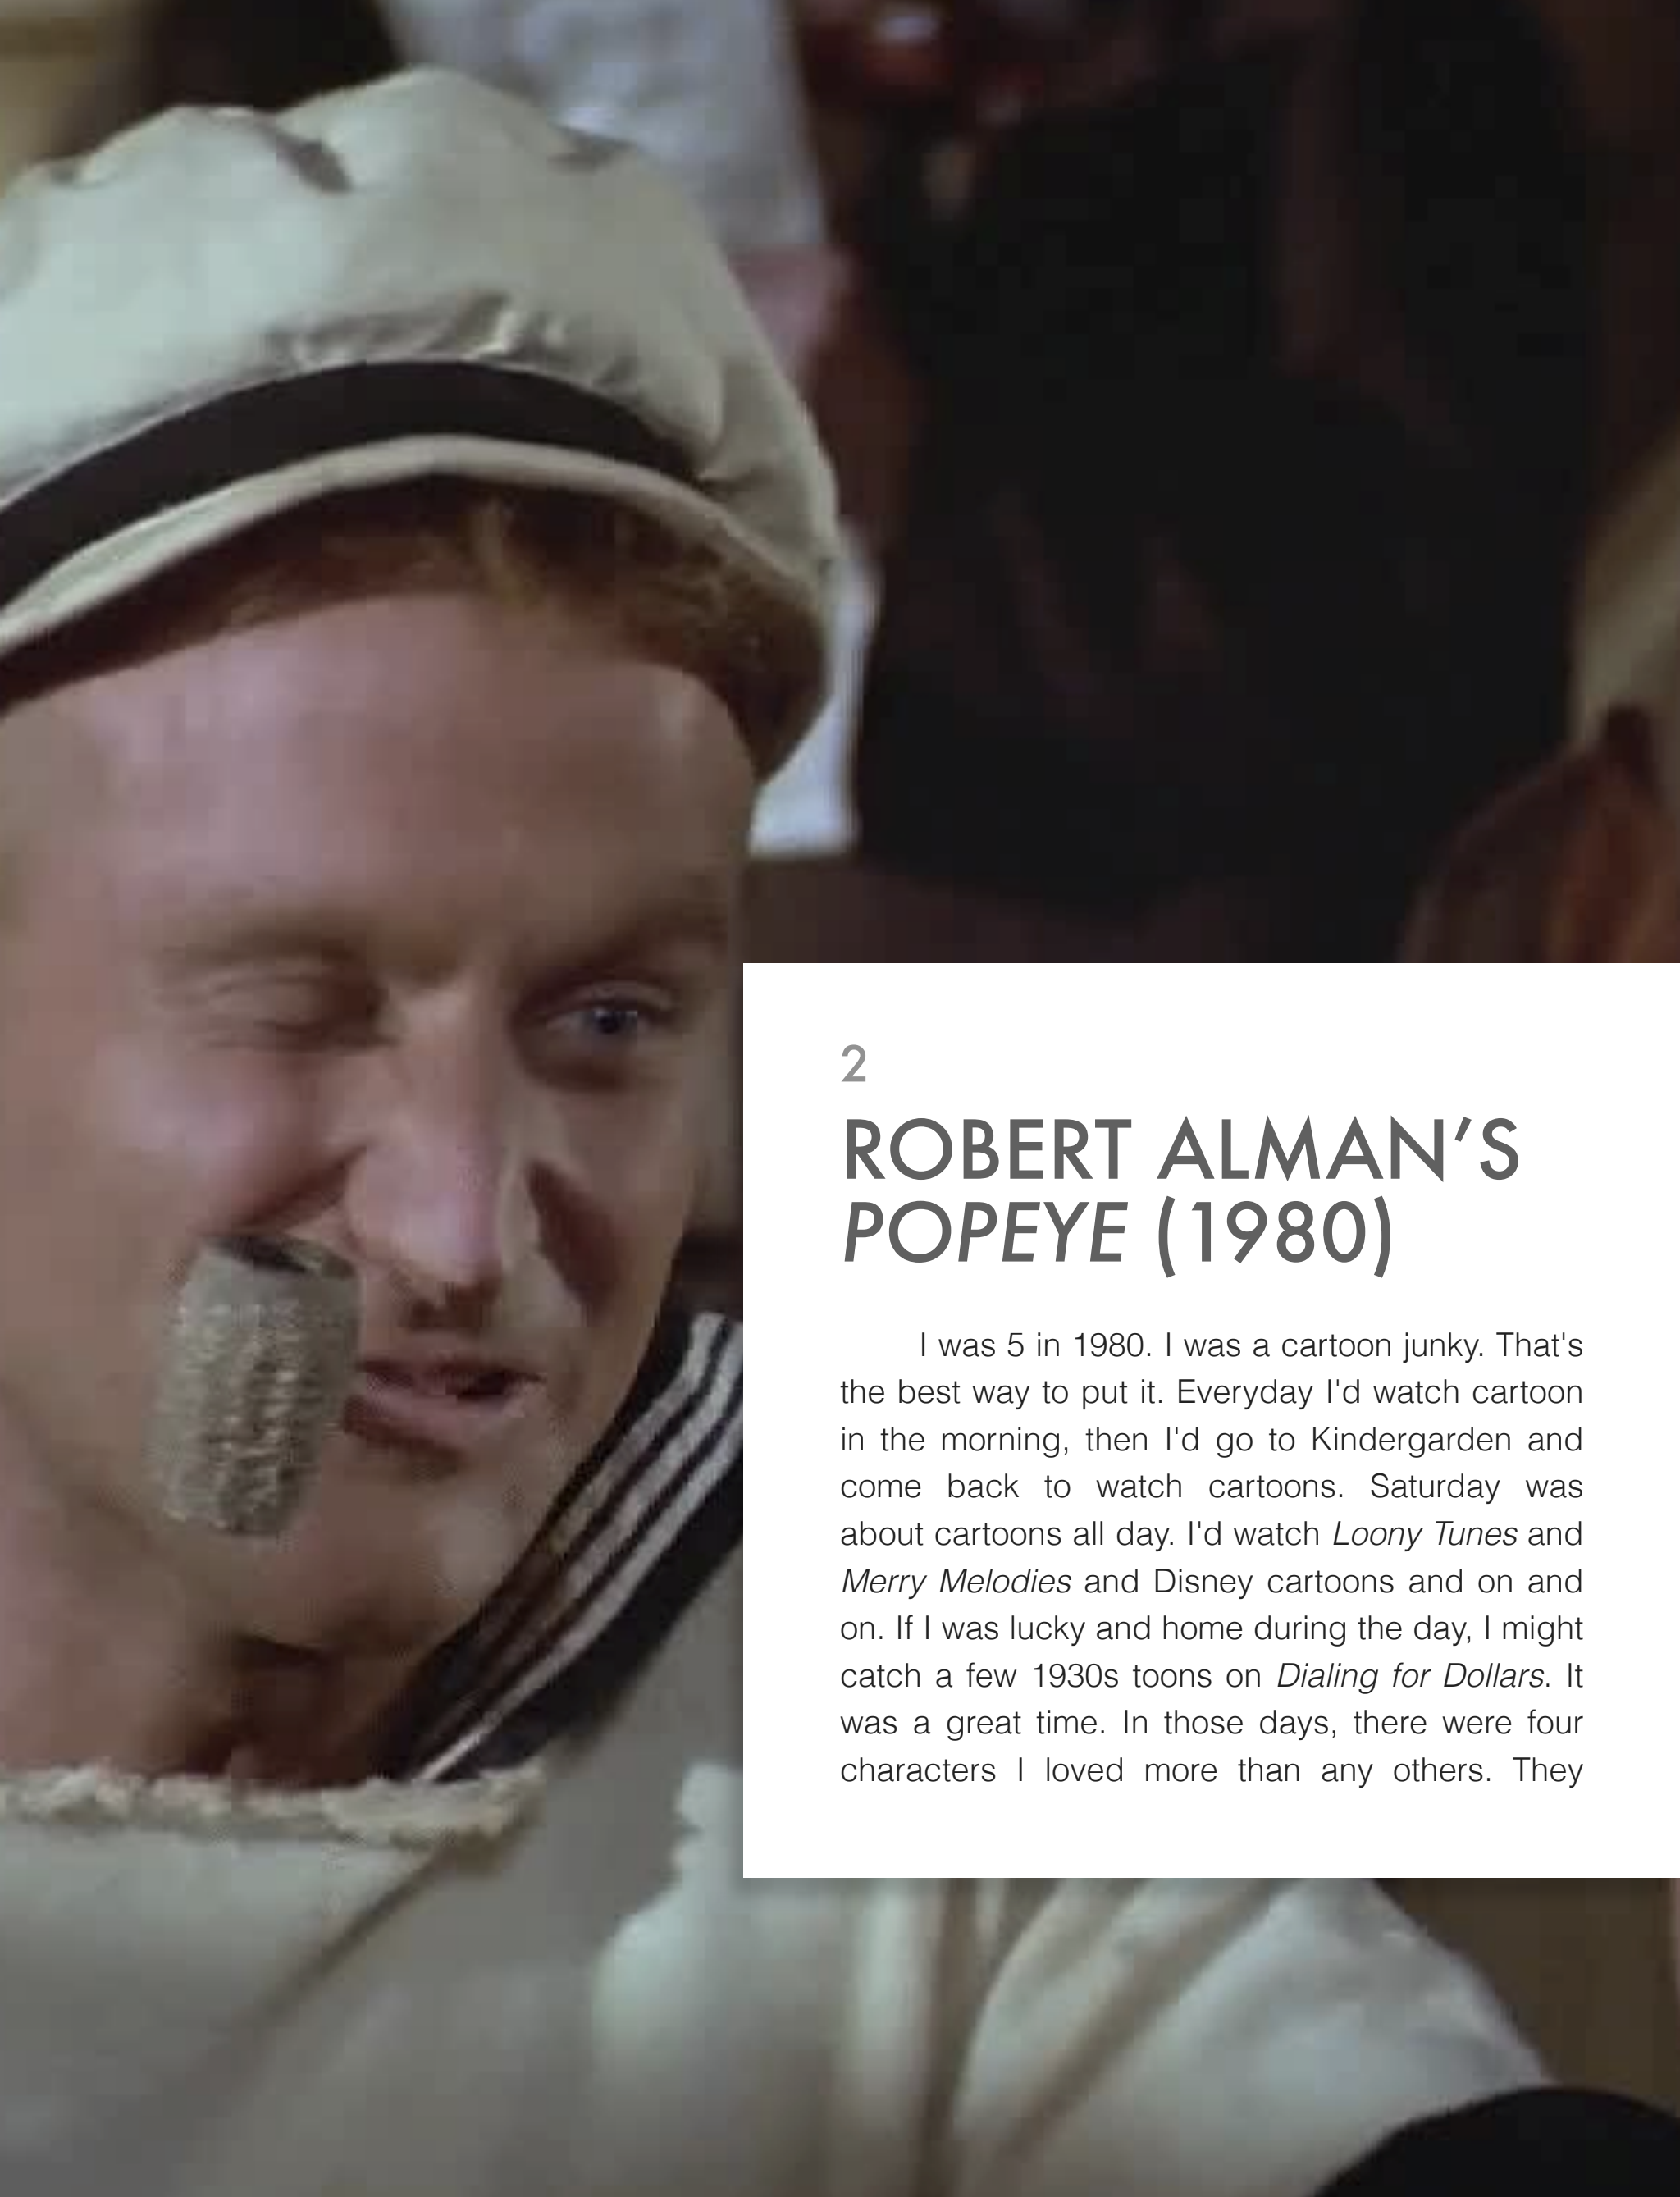 2
ROBERT ALMAN’S
POPEYE (1980)
I was 5 in 1980. I was a cartoon junky. That's
the best way to put it. Everyday I'd watch cartoon
in the morning, then I'd go to Kindergarden and
come back to watch cartoons. Saturday was
about cartoons all day. I'd watch Loony Tunes and
Merry Melodies and Disney cartoons and on and
on. If I was lucky and home during the day, I might
catch a few 1930s toons on Dialing for Dollars. It
was a great time. In those days, there were four
characters I loved more than any others. They